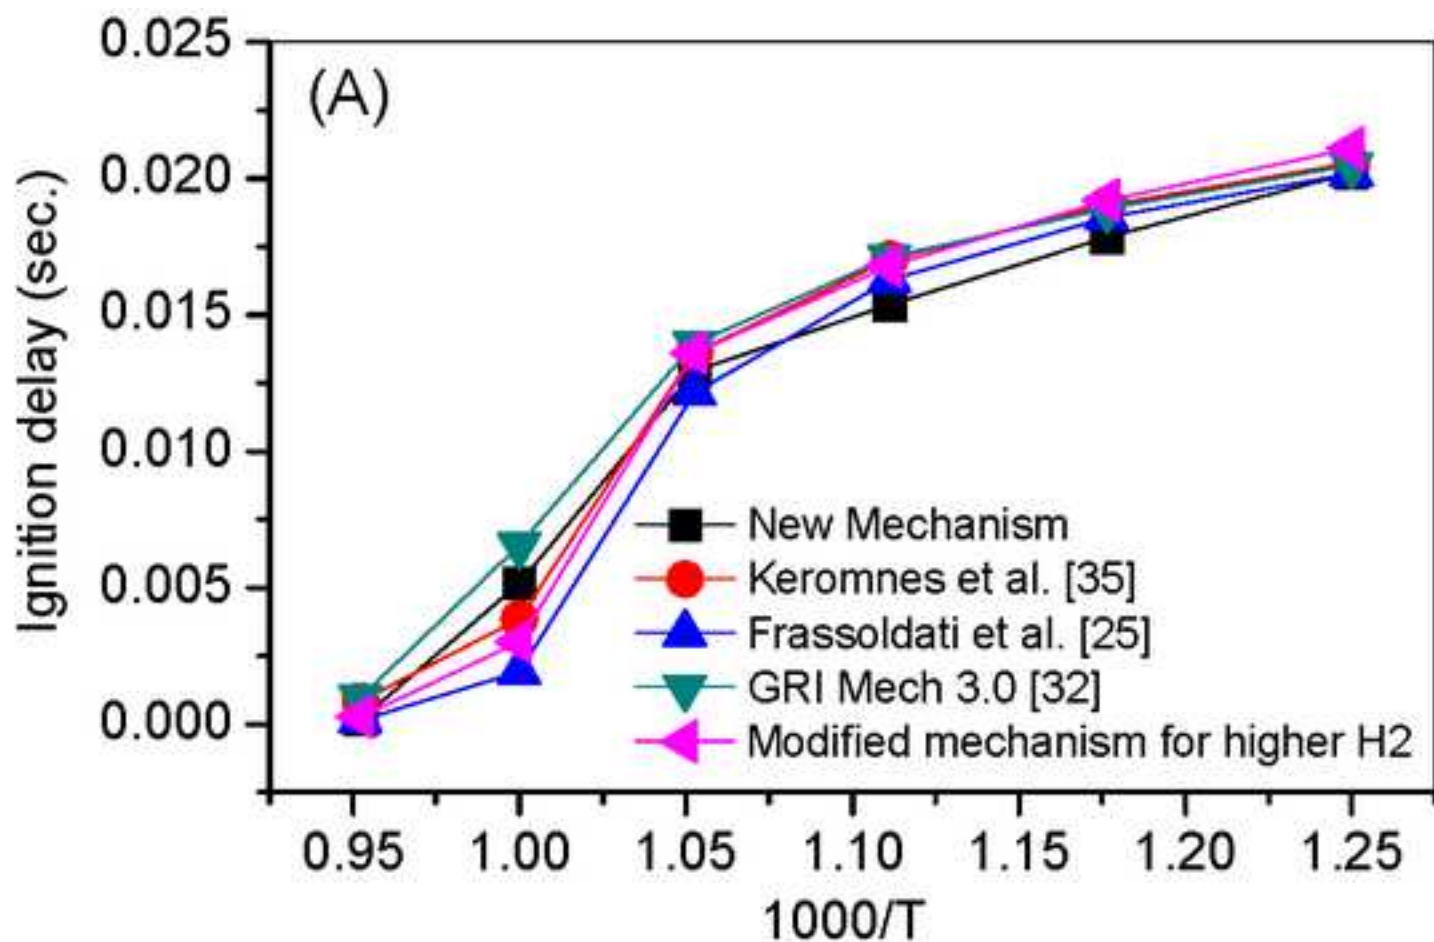 (A)
Ignition delay (sec.)
0.025
0.020
0.015
0.010
0.005
0.000
New Mechanism
Keromnes et al. [35]
Frassoldati et al. [25]
GRI Mech 3.0 [32]
Modified mechanism for higher H2
0.95 1.00 1.05 1.10 1.15 1.20 1.25
1000/T